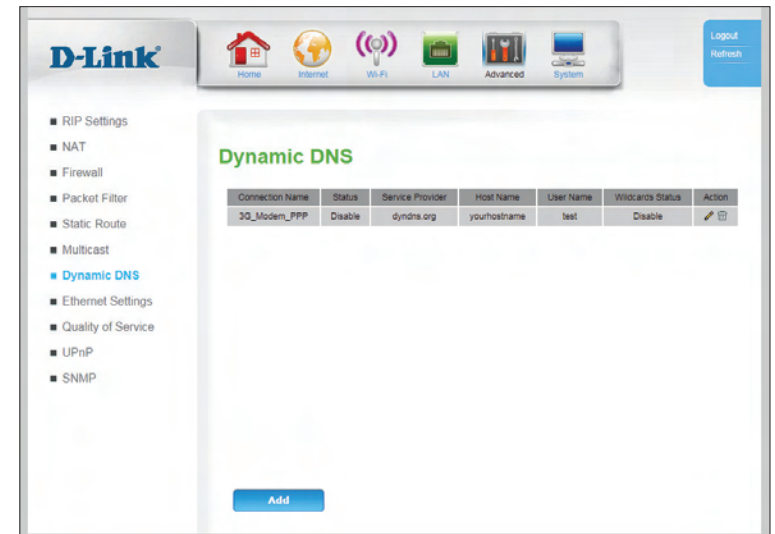 D-Link
Home Internet Wi-Fi LAN Advanced System
Logout
Refresh
RIP Settings
NAT
Firewall
Packet Filter
Static Route
Multicast
Dynamic DNS
Ethernet Settings
Quality of Service
UPnP
SNMP
Dynamic DNS
Connection Name Status Service Provider Host Name User Name Wildcards Status Action
3G_Modem_PPP Disable dyndns.org yourhostname test Disable
Add